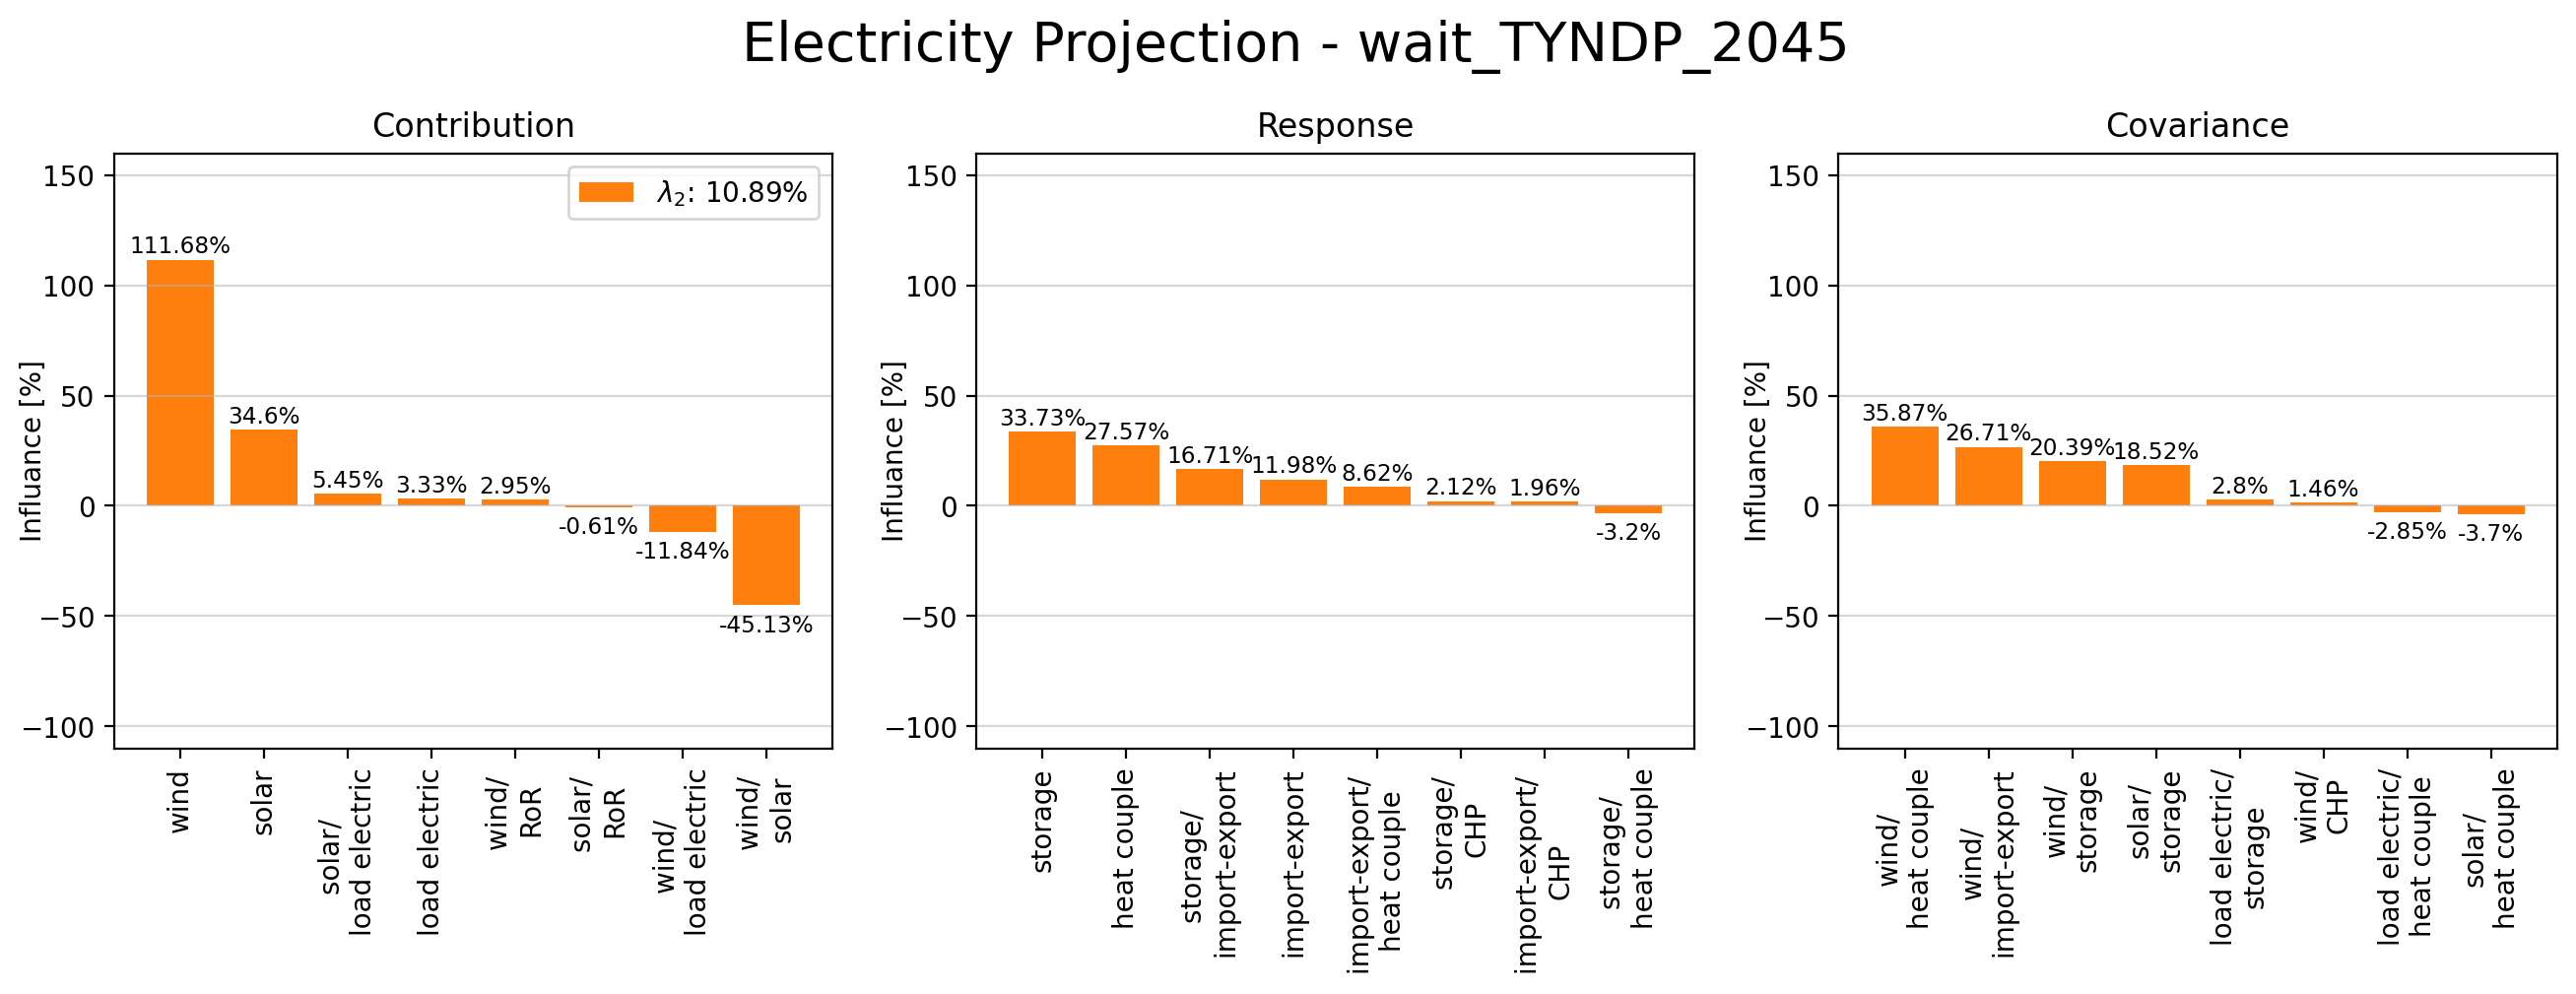 Electricity Projection - wait_TYNDP_2045
Contribution
Influance [%]
150
100
50
0
−50
−100
λ₂: 10.89%
111.68%
34.6%
5.45%
3.33%
2.95%
-0.61%
-11.84%
-45.13%
wind
solar
solar/
load electric
load electric
wind/
RoR
solar/
RoR
wind/
load electric
wind/
solar
Response
Influance [%]
150
100
50
0
−50
−100
33.73%
27.57%
16.71%
11.98%
8.62%
2.12%
1.96%
-3.2%
storage
heat couple
storage/
import-export
import-export
import-export/
heat couple
storage/
CHP
import-export/
CHP
storage/
heat couple
Covariance
Influance [%]
150
100
50
0
−50
−100
35.87%
26.71%
20.39%
18.52%
2.8%
1.46%
-2.85%
-3.7%
wind/
heat couple
wind/
import-export
wind/
storage
solar/
storage
load electric/
storage
wind/
CHP
load electric/
heat couple
solar/
heat couple